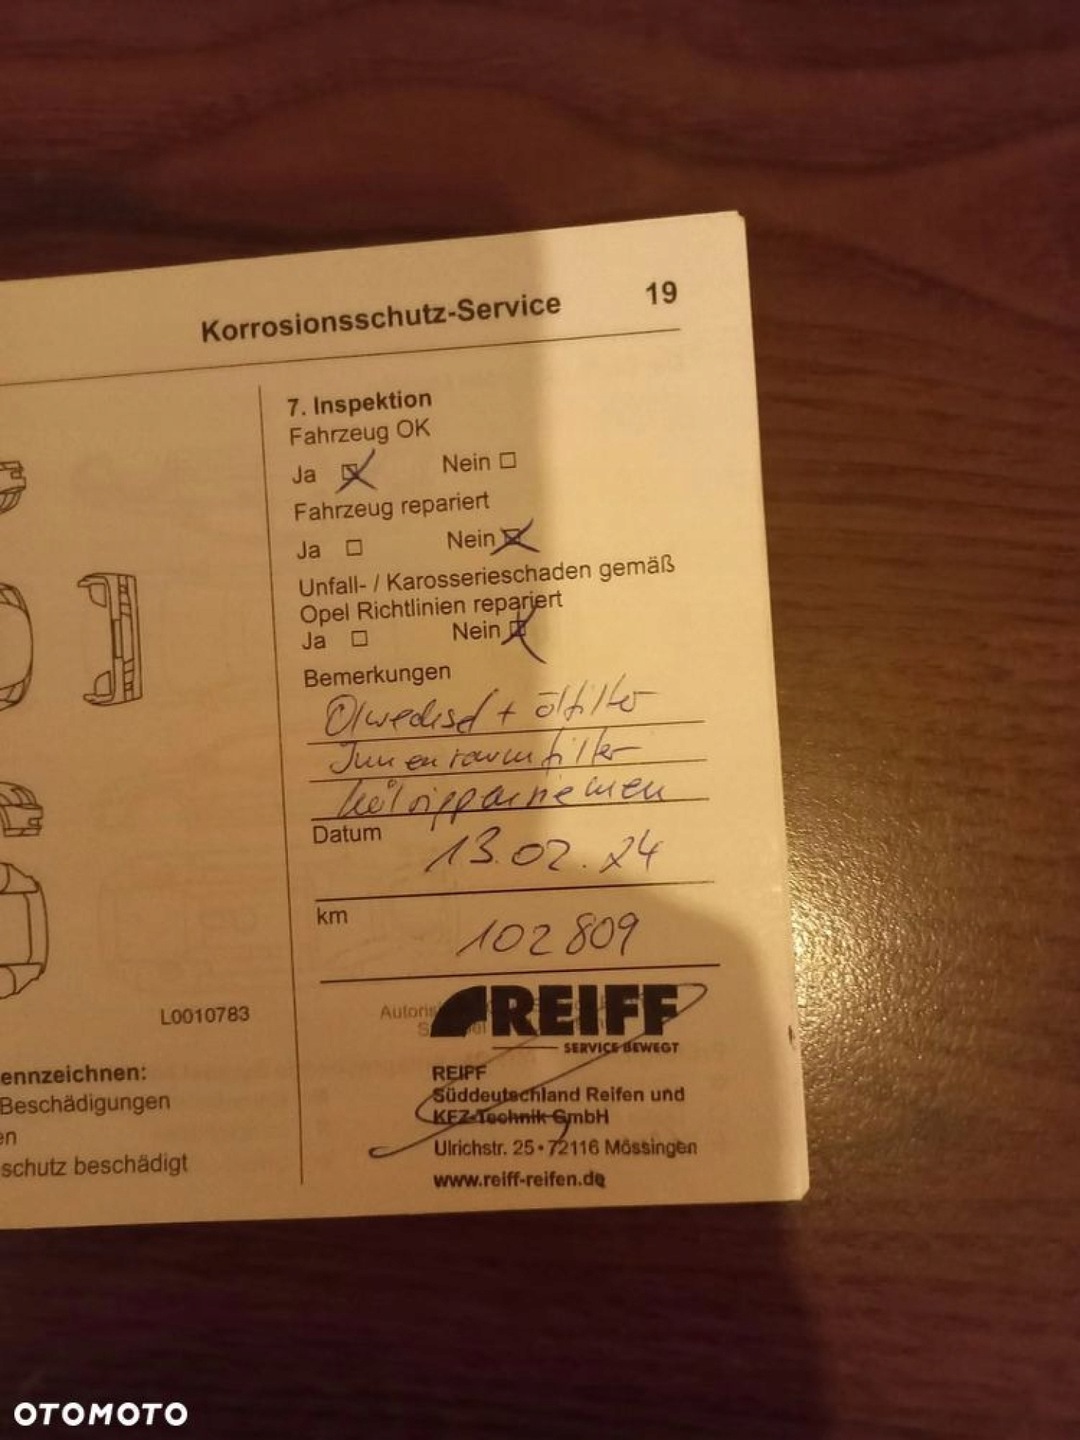 Korrosionsschutz-Service 19
7. Inspektion
Fahrzeug OK
Ja Nein
Fahrzeug repariert
Ja Nein
Unfall- / Karosserieschaden gemäß
Opel Richtlinien repariert
Ja Nein
Bemerkungen
Ölwechsel + ölfilter
Innenraumfilter
Datum
13.02.24
km
102 809
L0010783
ennzeichnen:
Beschädigungen
en
schutz beschädigt
Autoris
REIFF
SERVICE BEWEGT
REIFF
Süddeutschland Reifen und
KFZ-Technik GmbH
Ulrichstr. 25 • 72116 Mössingen
www.reiff-reifen.de
OTOMOTO